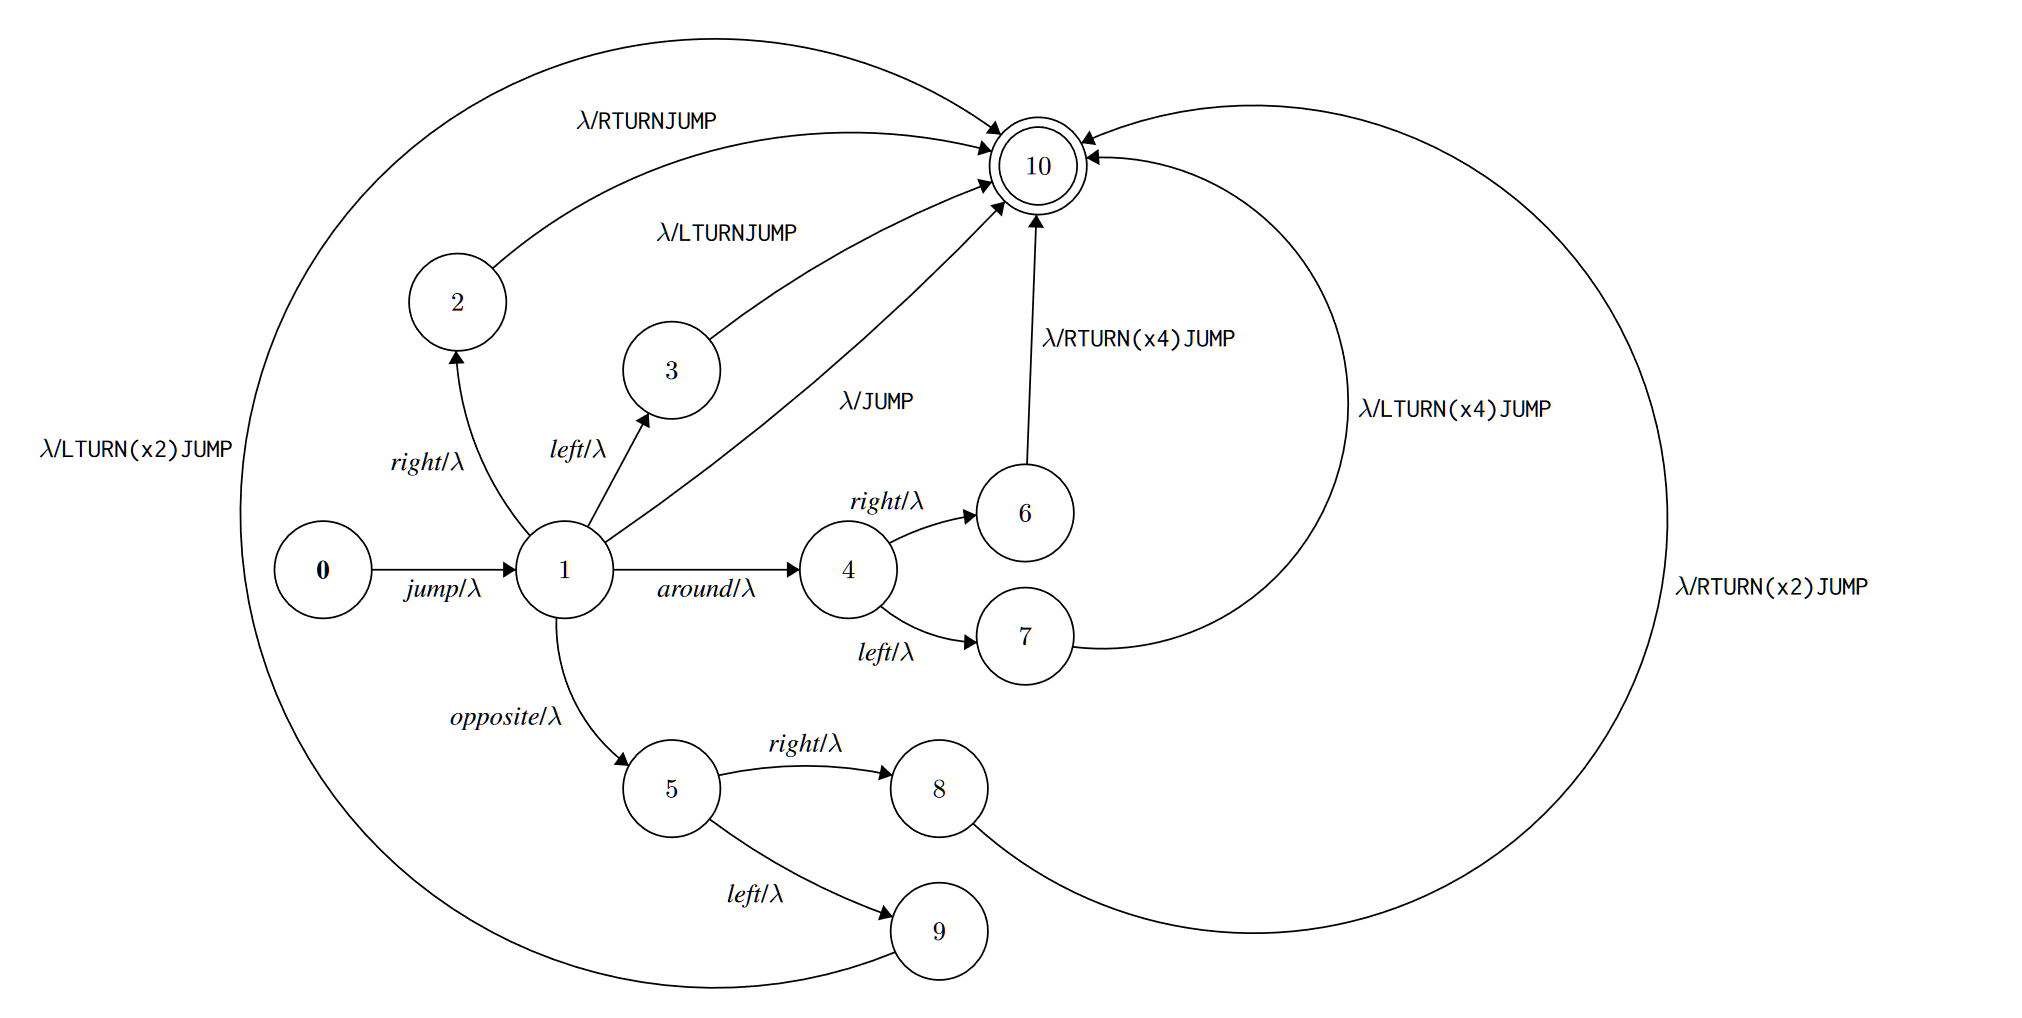 λ/RTURNJUMP
10
λ/LTURNJUMP
2
λ/RTURN(x4)JUMP
3
λ/JUMP
λ/LTURN(x4)JUMP
λ/LTURN(x2)JUMP
right/λ
left/λ
right/λ
6
0
jump/λ
1
around/λ
4
λ/RTURN(x2)JUMP
left/λ
7
opposite/λ
right/λ
5
8
left/λ
9